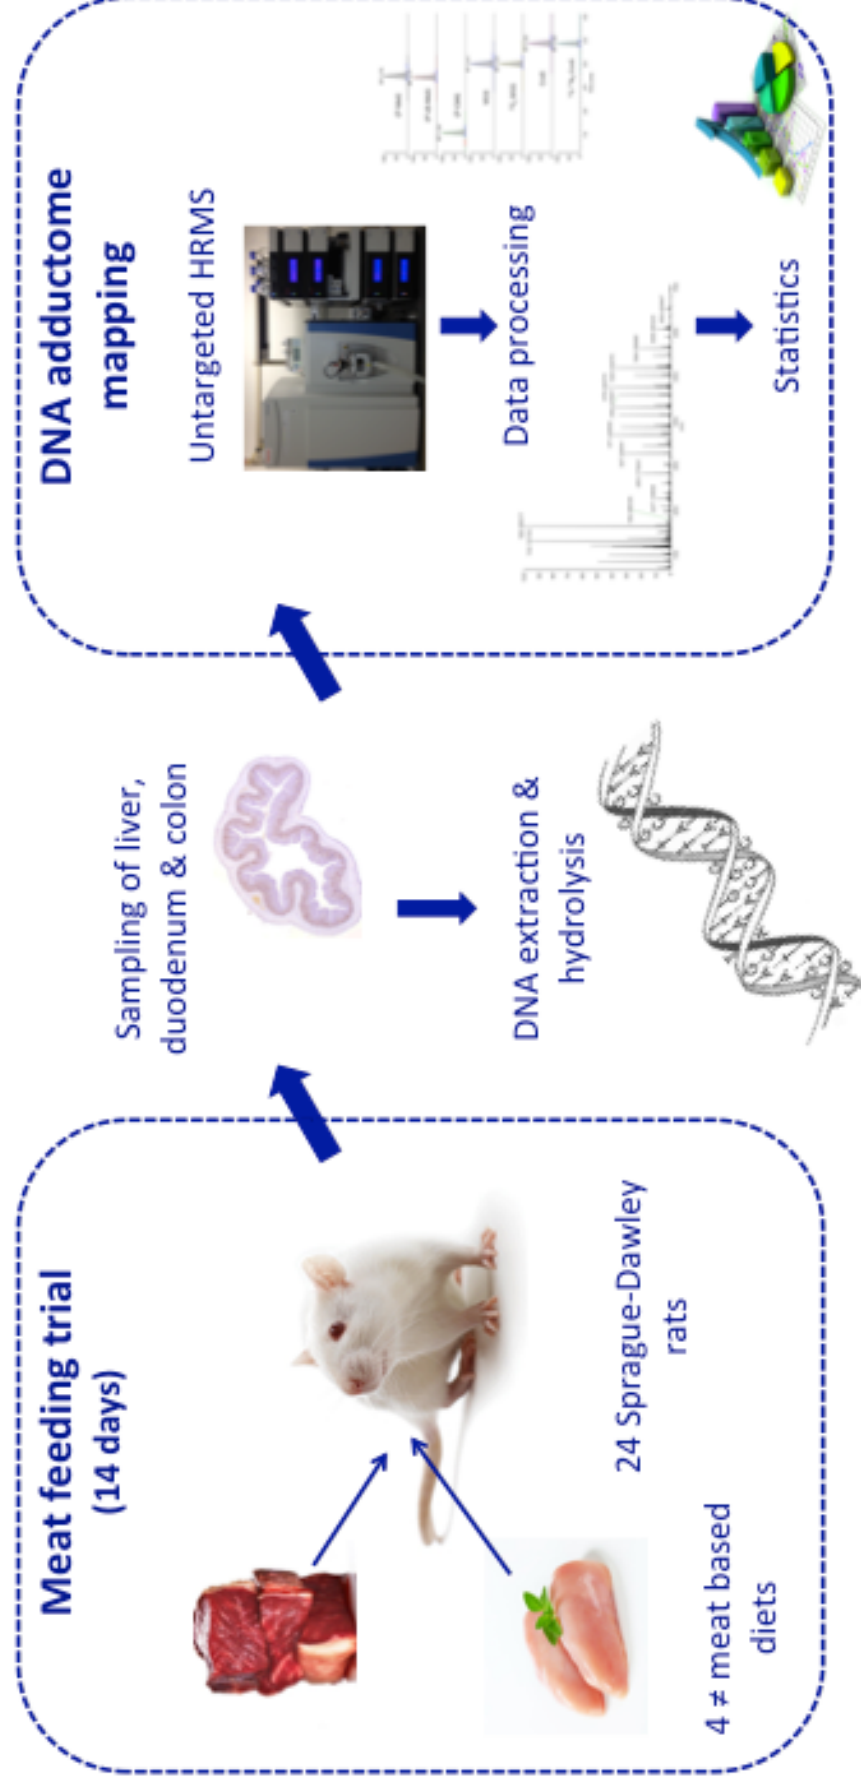 Meat feeding trial
(14 days)
4 ≠ meat based
diets
24 Sprague-Dawley
rats
Sampling of liver,
duodenum & colon
DNA extraction &
hydrolysis
DNA adductome
mapping
Untargeted HRMS
Data processing
Statistics